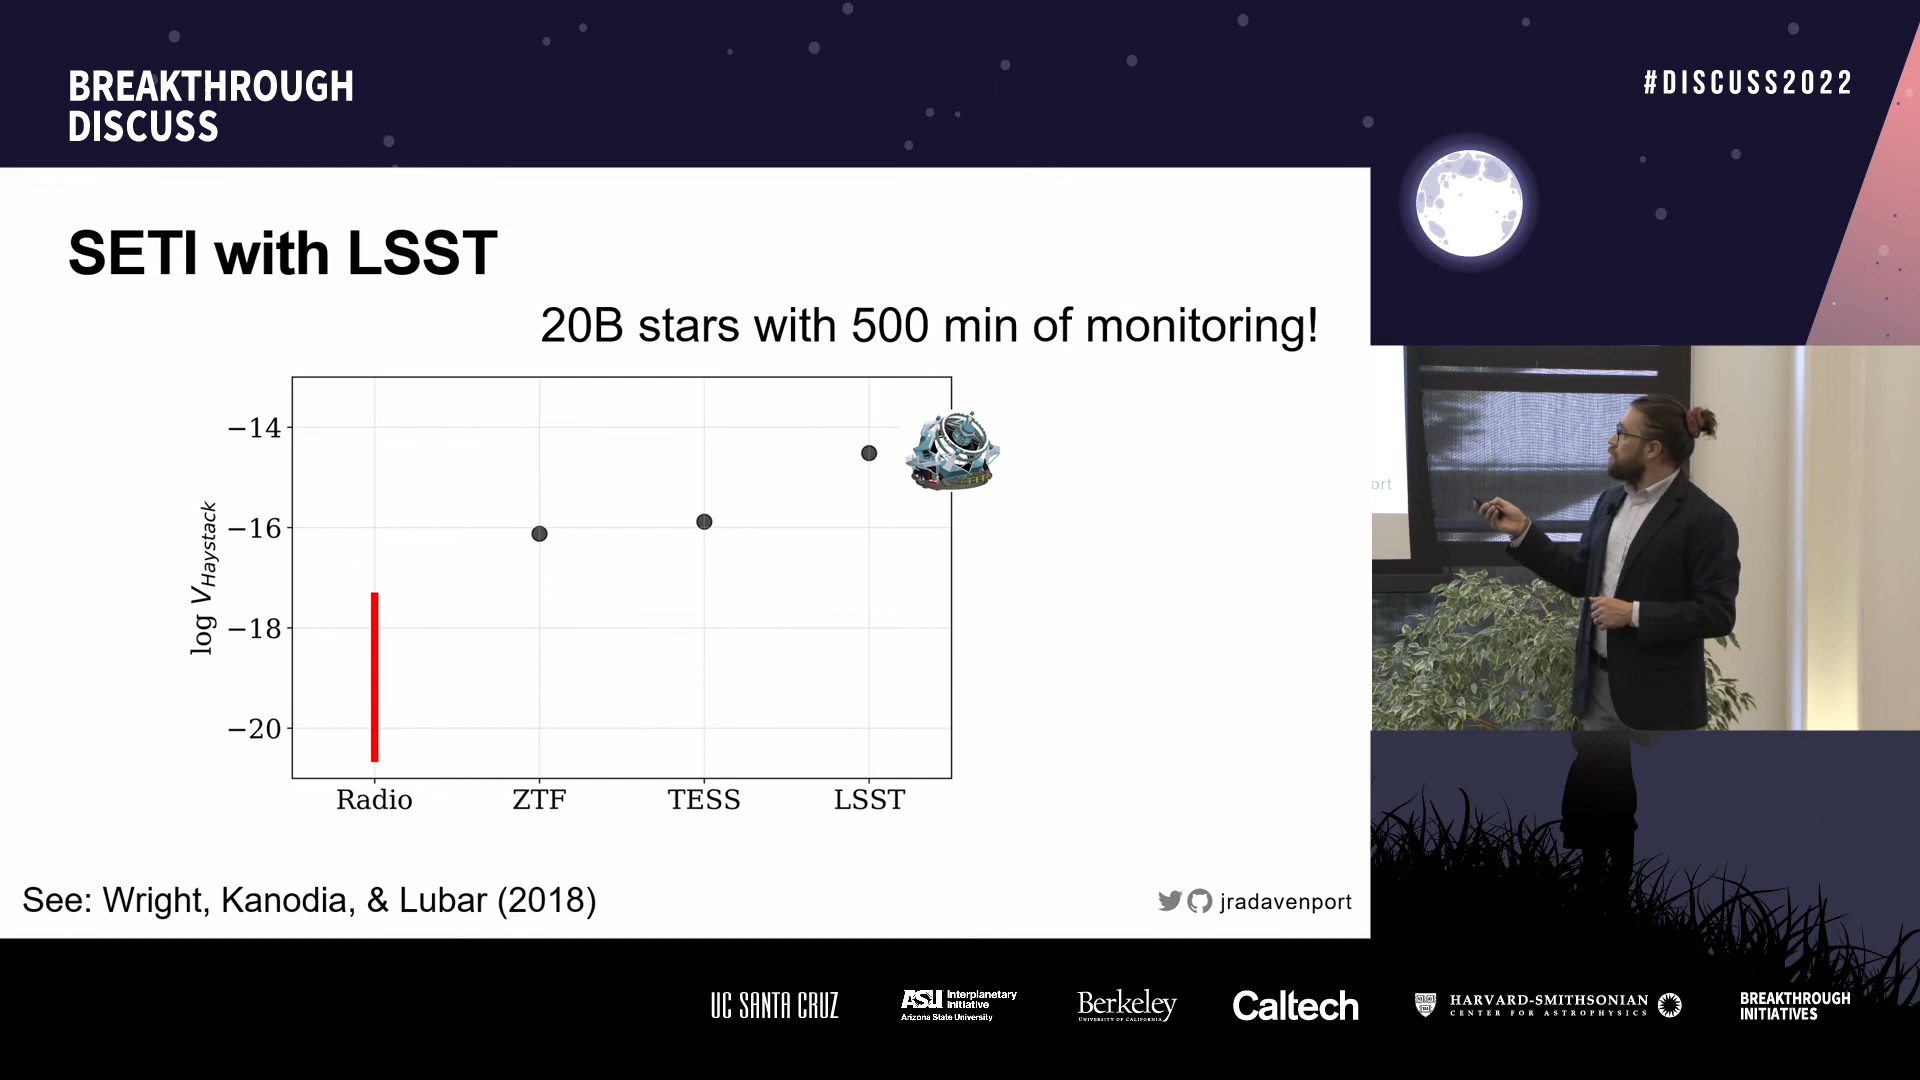 BREAKTHROUGH
DISCUSS
#DISCUSS2022
SETI with LSST
20B stars with 500 min of monitoring!
−14
−16
−18
−20
log V_Haystack
Radio ZTF TESS LSST
See: Wright, Kanodia, & Lubar (2018)
jradavenport
ort
UC SANTA CRUZ
ASU Interplanetary
Initiative
Arizona State University
Berkeley
UNIVERSITY OF CALIFORNIA
Caltech
HARVARD-SMITHSONIAN
CENTER FOR ASTROPHYSICS
BREAKTHROUGH
INITIATIVES